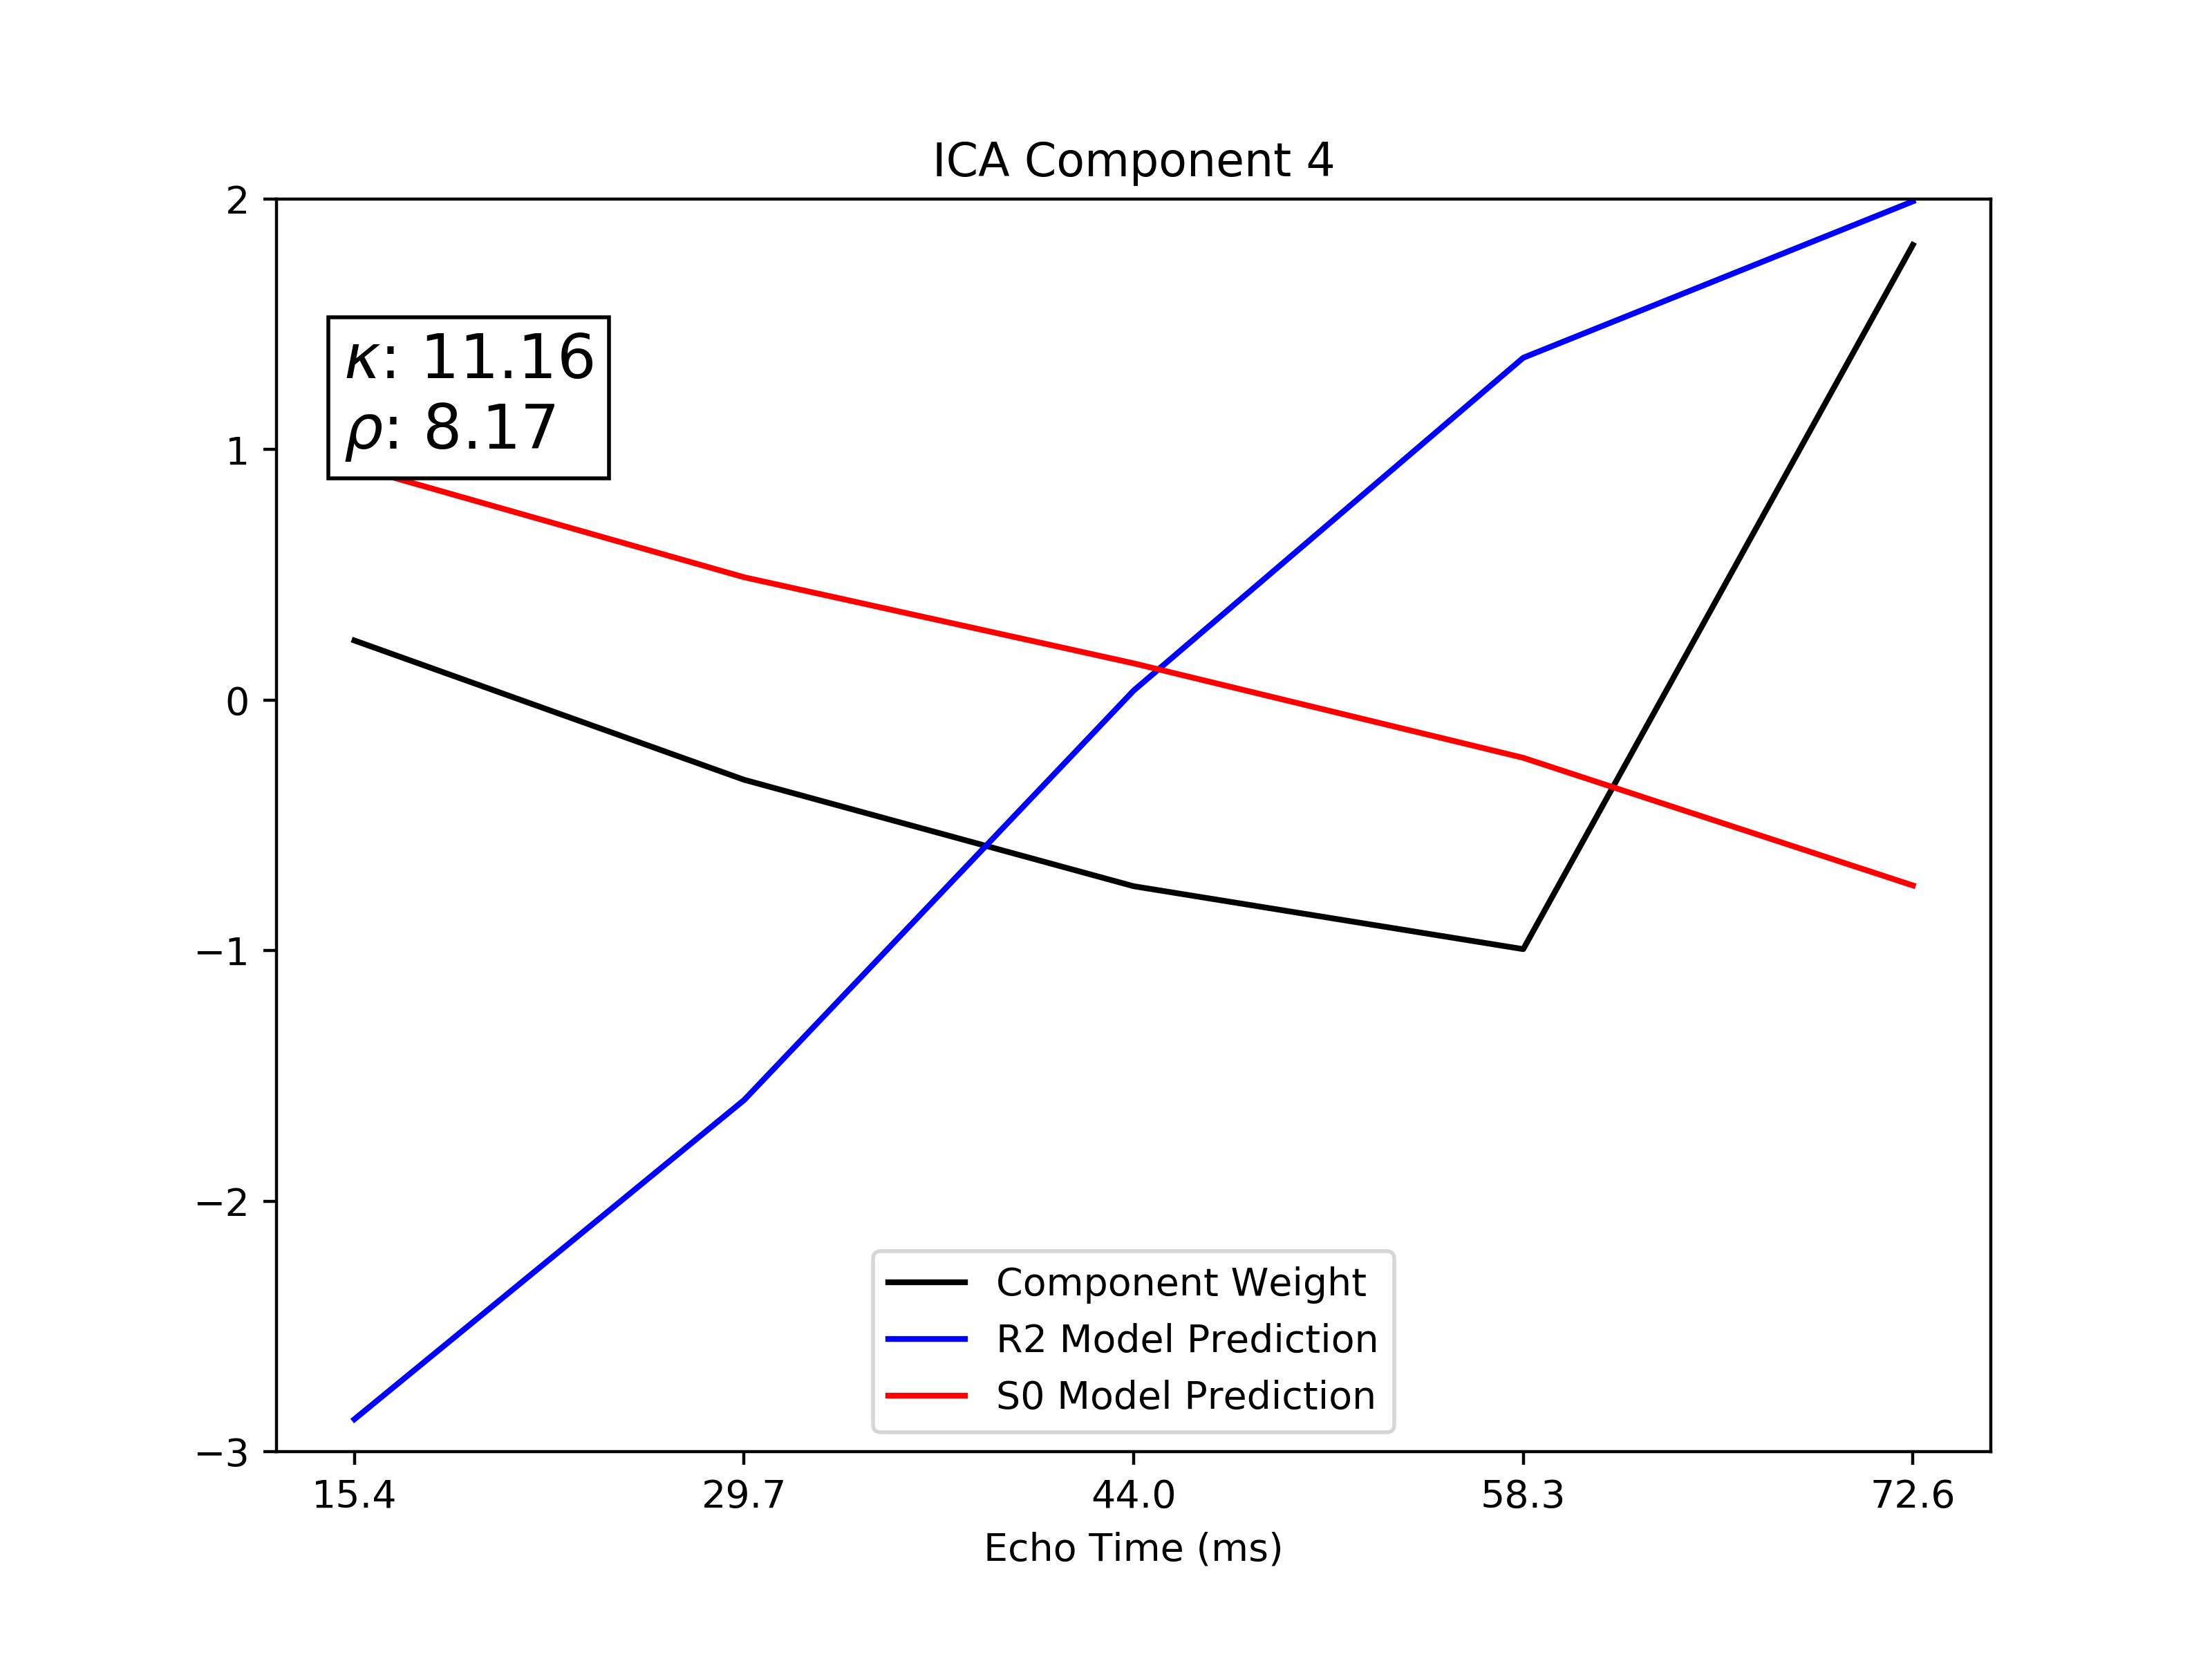 ICA Component 4
2
1
0
−1
−2
−3
κ: 11.16
ρ: 8.17
Component Weight
R2 Model Prediction
S0 Model Prediction
15.4 29.7 44.0 58.3 72.6
Echo Time (ms)